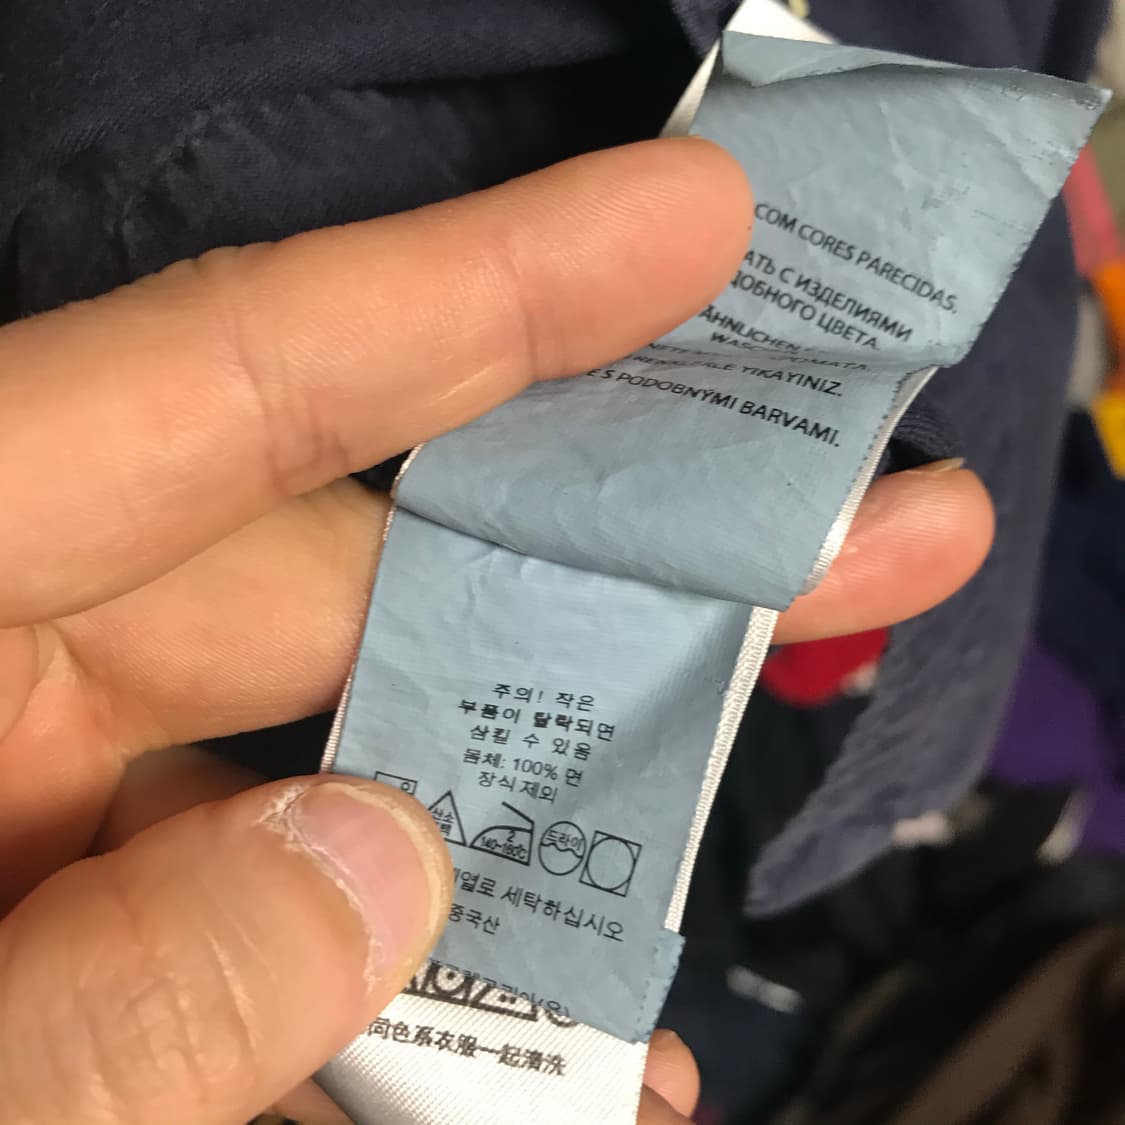 COM CORES PARECIDAS.
АТЬ С ИЗДЕЛИЯМИ
ДОБНОГО ЦВЕТА.
ÄHNLICHEN
YIKAYINIZ.
E S PODOBNÝMI BARVAMI.
주의! 작은
부품이 탈락되면
삼킬 수 있음
몸체: 100% 면
장식 제외
산소
2
140~160℃
드라이
세탁하십시오
중국산
同色系衣服一起清洗